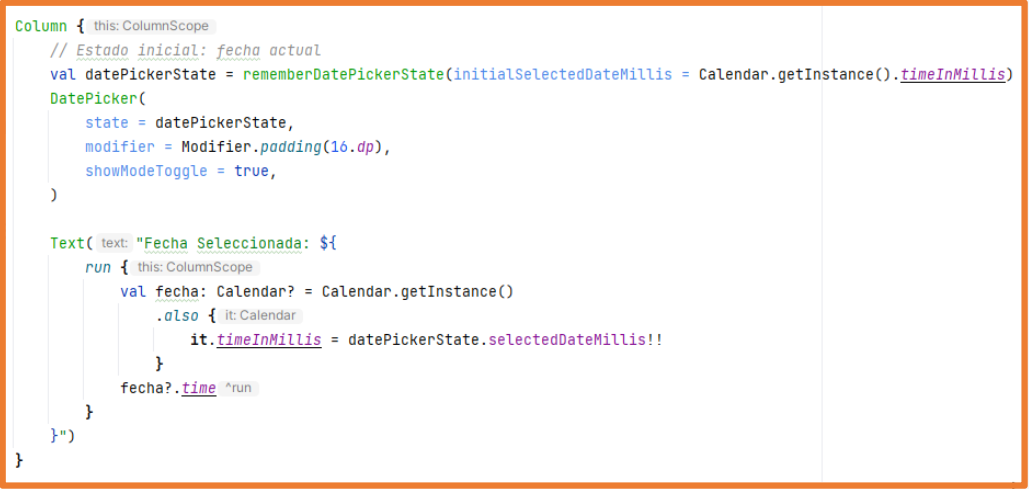 Column { this: ColumnScope
    // Estado inicial: fecha actual
    val datePickerState = rememberDatePickerState(initialSelectedDateMillis = Calendar.getInstance().timeInMillis)
    DatePicker(
        state = datePickerState,
        modifier = Modifier.padding(16.dp),
        showModeToggle = true,
    )
    Text( text: "Fecha Seleccionada: ${
        run { this: ColumnScope
            val fecha: Calendar? = Calendar.getInstance()
                .also { it: Calendar
                    it.timeInMillis = datePickerState.selectedDateMillis!!
                }
            fecha?.time ^run
        }
    }")
}